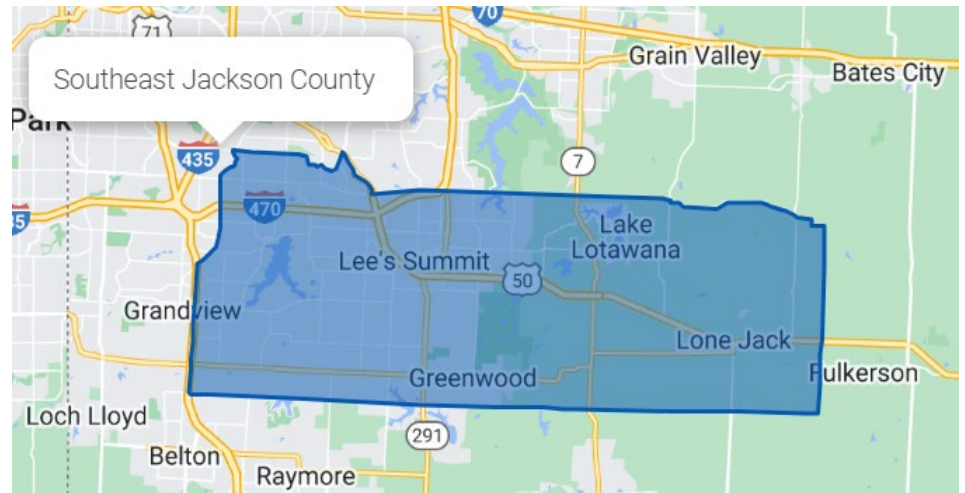 70
71
Grain Valley
Bates City
Southeast Jackson County
Park
435
7
470
Lake
Lotawana
Lee's Summit
50
Grandview
Lone Jack
Greenwood
Fulkerson
Loch Lloyd
291
Belton
Raymore